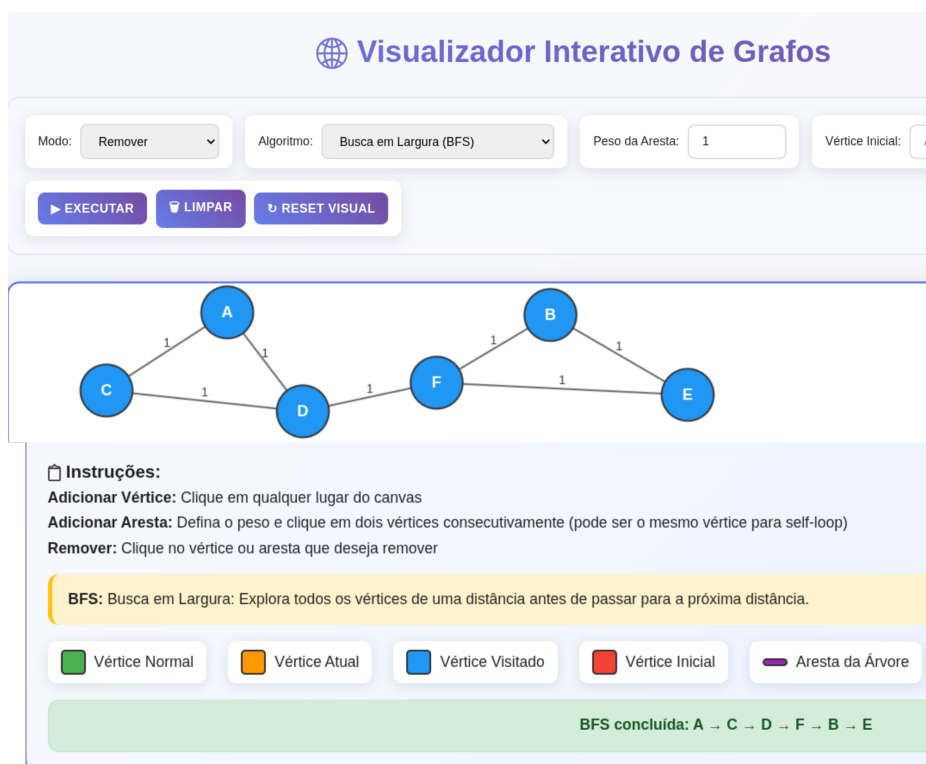 Visualizador Interativo de Grafos
Modo: Remover Algoritmo: Busca em Largura (BFS) Peso da Aresta: 1 Vértice Inicial:
▶ EXECUTAR LIMPAR ↻ RESET VISUAL
A B
1 1 1 1
C 1 D 1 F 1 E
Instruções:
Adicionar Vértice: Clique em qualquer lugar do canvas
Adicionar Aresta: Defina o peso e clique em dois vértices consecutivamente (pode ser o mesmo vértice para self-loop)
Remover: Clique no vértice ou aresta que deseja remover
BFS: Busca em Largura: Explora todos os vértices de uma distância antes de passar para a próxima distância.
Vértice Normal Vértice Atual Vértice Visitado Vértice Inicial Aresta da Árvore
BFS concluída: A → C → D → F → B → E